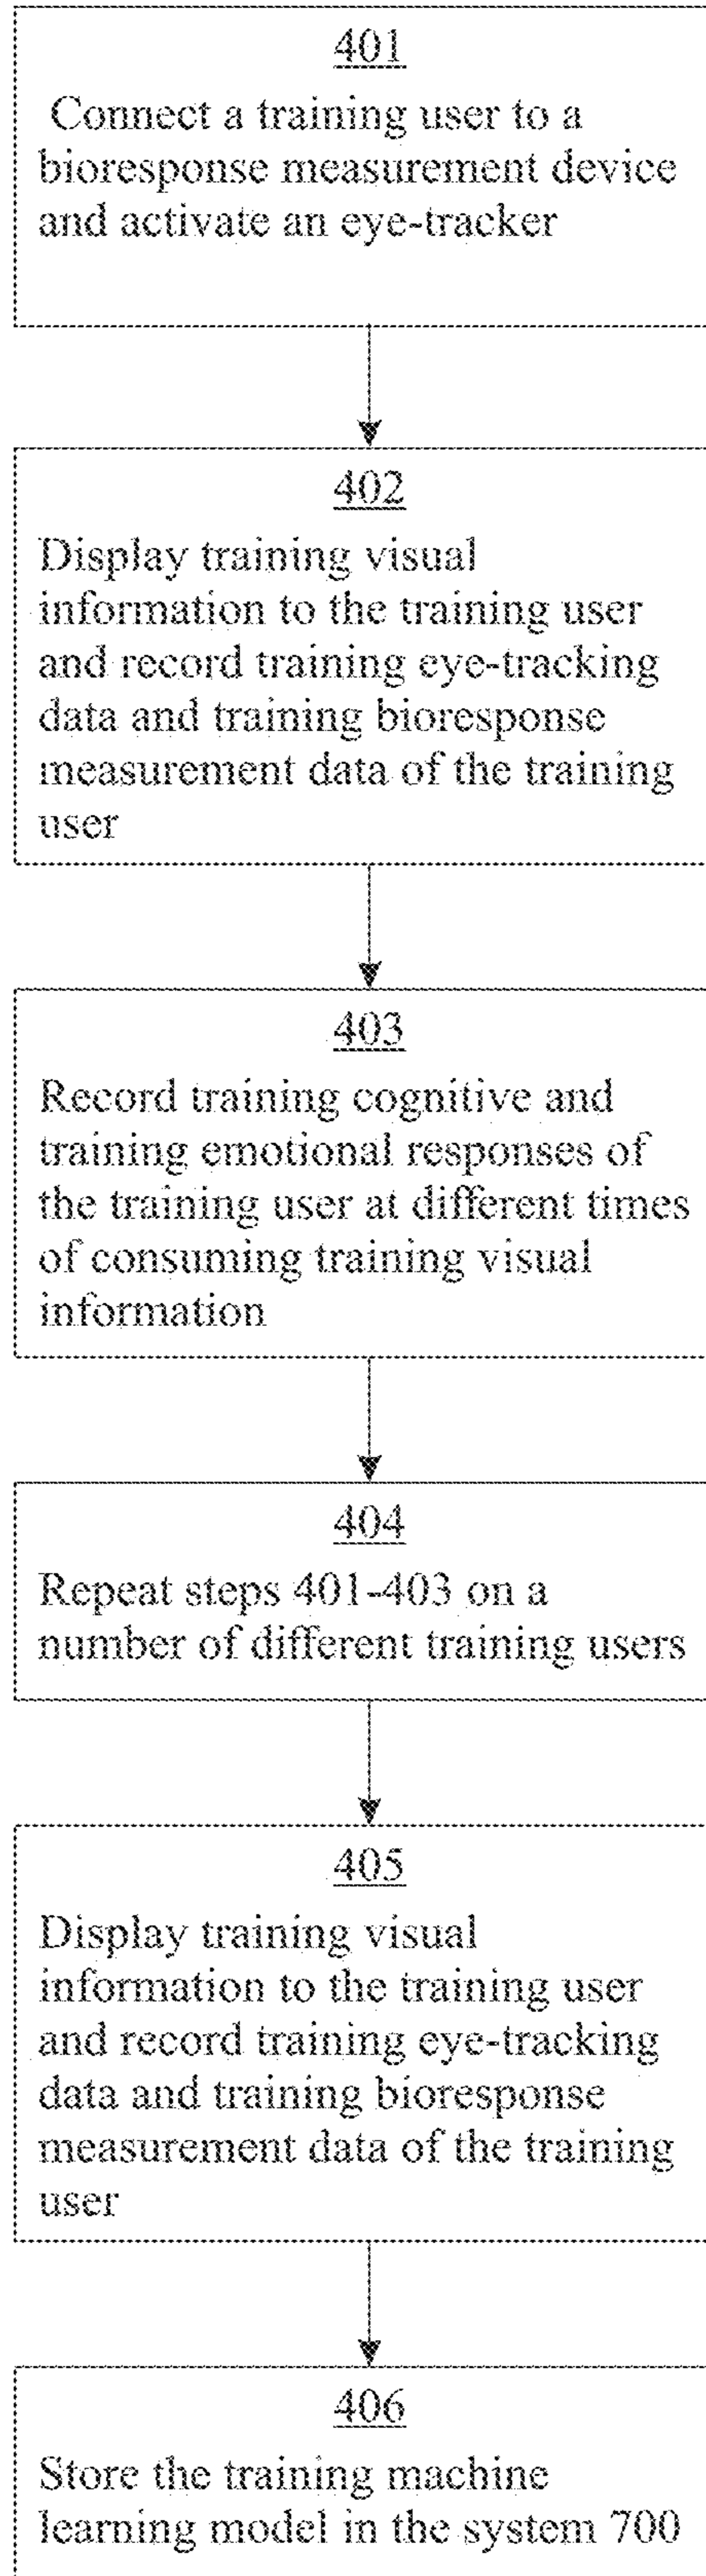 401
Connect a training user to a
bioresponse measurement device
and activate an eye-tracker
402
Display training visual
information to the training user
and record training eye-tracking
data and training bioresponse
measurement data of the training
user
403
Record training cognitive and
training emotional responses of
the training user at different times
of consuming training visual
information
404
Repeat steps 401-403 on a
number of different training users
405
Display training visual
information to the training user
and record training eye-tracking
data and training bioresponse
measurement data of the training
user
406
Store the training machine
learning model in the system 700